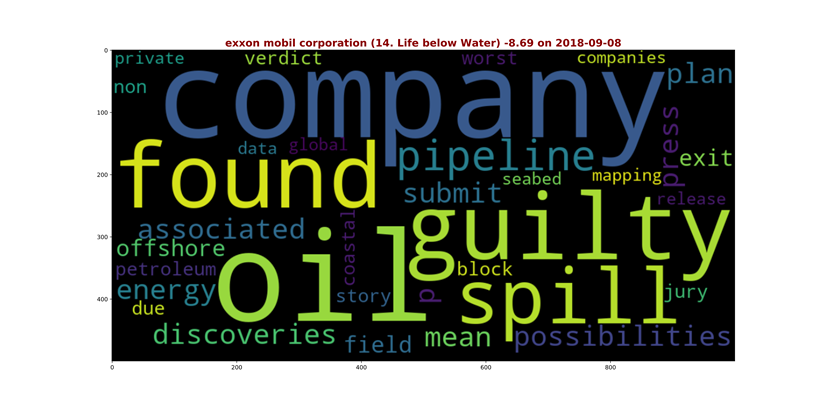 exxon mobil corporation (14. Life below Water) -8.69 on 2018-09-08
private verdict worst companies
company plan
non
press
data global
found pipeline exit
seabed mapping
submit release
associated guilty
coastal
offshore
petroleum oil block
energy story p spill jury
due
discoveries field mean possibilities
0
100
200
300
400
0 200 400 600 800